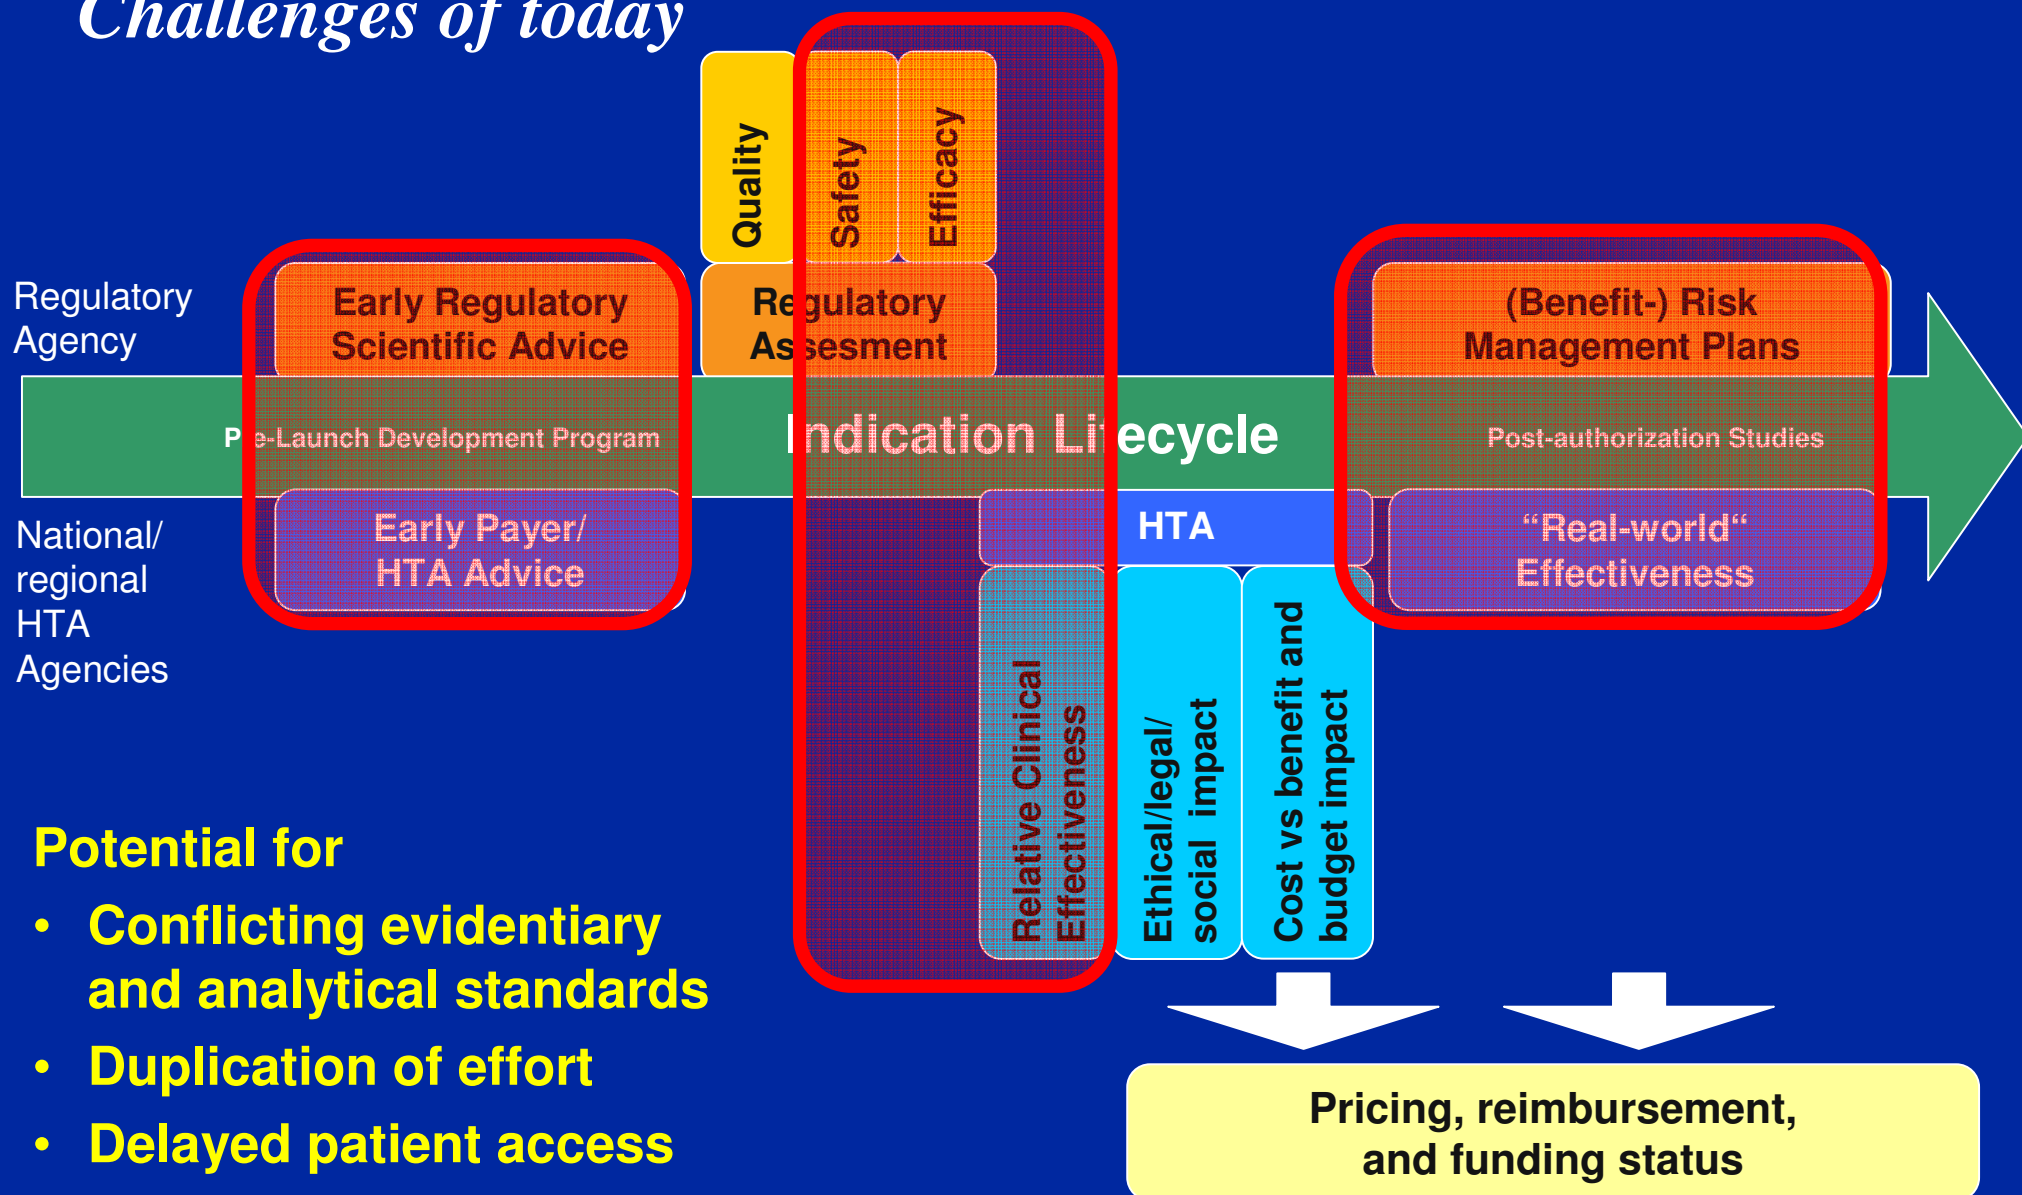 Challenges of today
Quality
Safety
Efficacy
Regulatory
Agency
Early Regulatory
Scientific Advice
Regulatory
Assesment
(Benefit-) Risk
Management Plans
Pre-Launch Development Program
Indication Lifecycle
Post-authorization Studies
National/
regional
HTA
Agencies
Early Payer/
HTA Advice
HTA
“Real-world“
Effectiveness
Relative Clinical
Effectiveness
Ethical/legal/
social impact
Cost vs benefit and
budget impact
Potential for
• Conflicting evidentiary
and analytical standards
• Duplication of effort
• Delayed patient access
Pricing, reimbursement,
and funding status